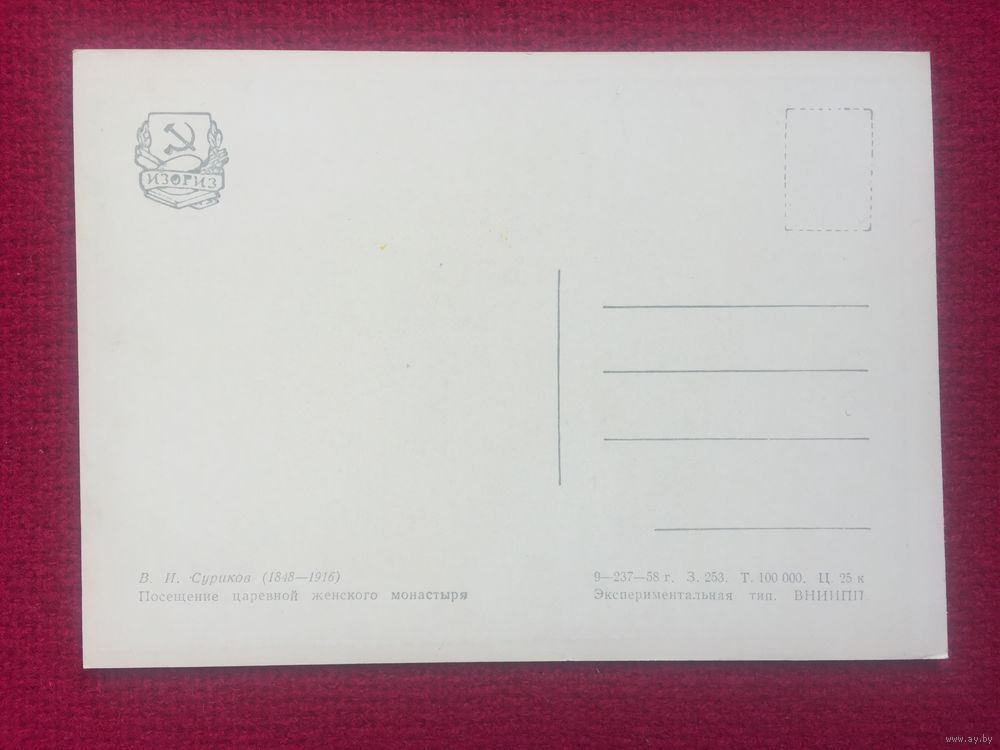 ИЗОГИЗ
В. И. Суриков (1848—1916)
Посещение царевной женского монастыря
9—237—58 г. З. 253. Т. 100 000. Ц. 25 к
Экспериментальная тип. ВНИИПП
www.ay.by